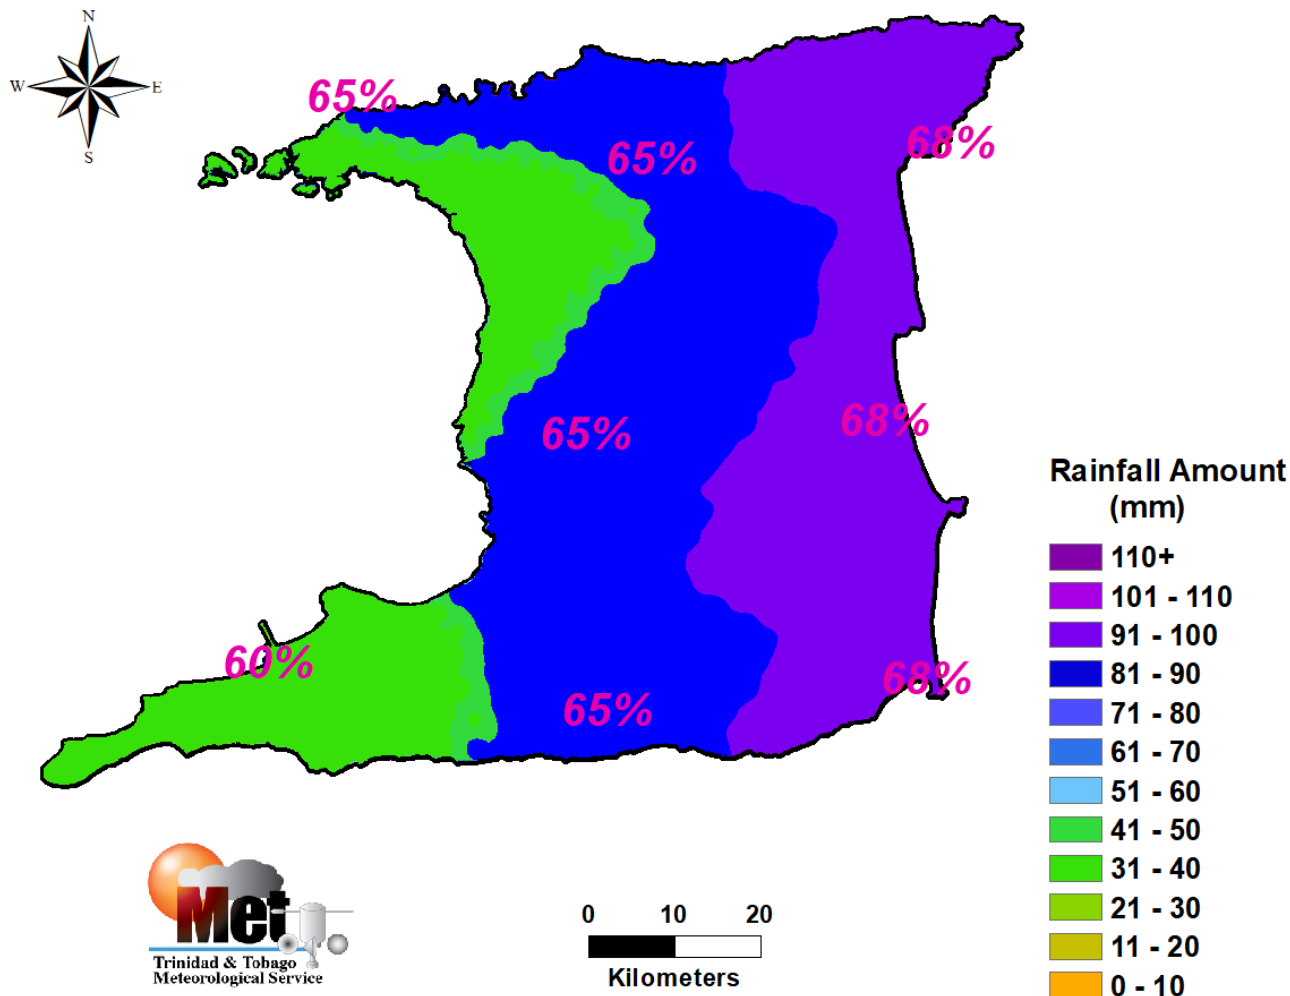 N
W E
S
65%
65%
68%
65%
68%
60%
65%
68%
Rainfall Amount
(mm)
110+
101 - 110
91 - 100
81 - 90
71 - 80
61 - 70
51 - 60
41 - 50
31 - 40
21 - 30
11 - 20
0 - 10
Met
Trinidad & Tobago
Meteorological Service
0 10 20
Kilometers